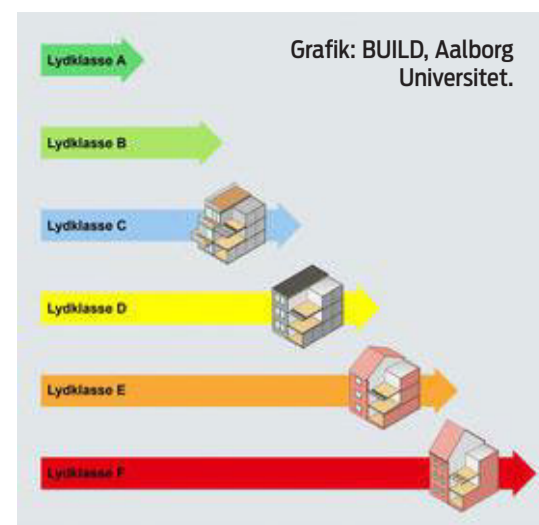 Grafik: BUILD, Aalborg
Universitet.
Lydklasse A
Lydklasse B
Lydklasse C
Lydklasse D
Lydklasse E
Lydklasse F